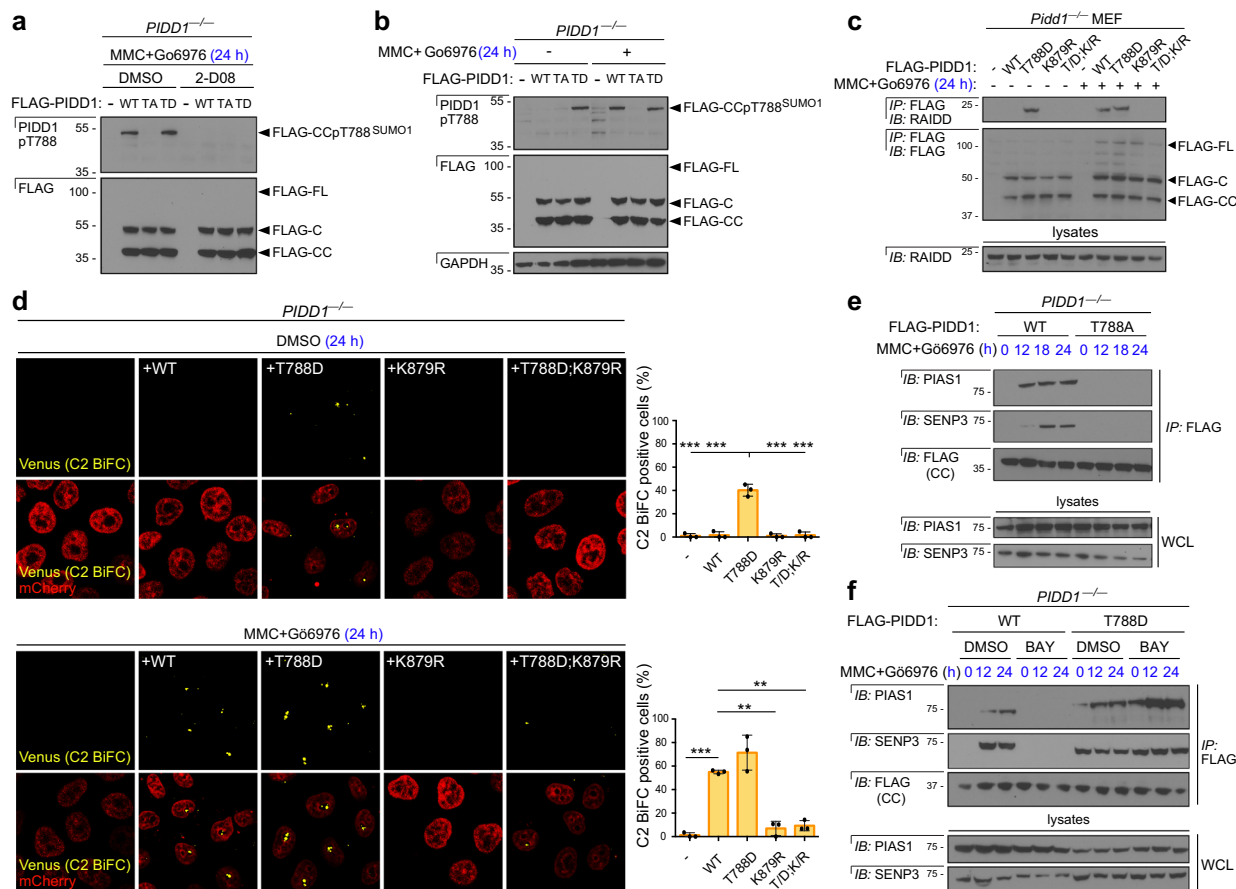 a
PIDD1–/–
MMC+Go6976 (24 h)
DMSO 2-D08
FLAG-PIDD1: - WT TA TD - WT TA TD
PIDD1 pT788
55 -
35 -
FLAG-CCpT788SUMO1
FLAG
100 -
55 -
35 -
FLAG-FL
FLAG-C
FLAG-CC
b
PIDD1–/–
MMC+Go6976 (24 h) - +
FLAG-PIDD1: - WT TA TD - WT TA TD
PIDD1 pT788
55 -
35 -
FLAG-CCpT788SUMO1
FLAG
100 -
55 -
35 -
FLAG-FL
FLAG-C
FLAG-CC
GAPDH
35 -
c
Pidd1–/– MEF
FLAG-PIDD1: - WT T788D K879R T/D;K/R - WT T788D K879R T/D;K/R
MMC+Go6976 (24 h): - - - - - + + + + +
IP: FLAG
IB: RAIDD
25 -
IP: FLAG
IB: FLAG
100 -
50 -
37 -
FLAG-FL
FLAG-C
FLAG-CC
lysates
IB: RAIDD
25 -
d
PIDD1–/–
DMSO (24 h)
+WT +T788D +K879R +T788D;K879R
Venus (C2 BiFC)
Venus (C2 BiFC)
mCherry
C2 BiFC positive cells (%)
100
80
60
40
20
0
*** *** *** ***
- WT T788D K879R T/D;K/R
MMC+Gö6976 (24 h)
+WT +T788D +K879R +T788D;K879R
Venus (C2 BiFC)
Venus (C2 BiFC)
mCherry
C2 BiFC positive cells (%)
100
80
60
40
20
0
**
**
***
- WT T788D K879R T/D;K/R
e
PIDD1–/–
FLAG-PIDD1: WT T788A
MMC+Gö6976 (h) 0 12 18 24 0 12 18 24
IB: PIAS1
75 -
IB: SENP3 75 -
IB: FLAG
(CC)
35 -
IP: FLAG
lysates
IB: PIAS1 75 -
IB: SENP3 75 -
WCL
f
PIDD1–/–
FLAG-PIDD1: WT T788D
DMSO BAY DMSO BAY
MMC+Gö6976 (h) 0 12 24 0 12 24 0 12 24 0 12 24
IB: PIAS1
75 -
IB: SENP3 75 -
IB: FLAG
(CC)
37 -
IP:
FLAG
lysates
IB: PIAS1 75 -
IB: SENP3 75 -
WCL